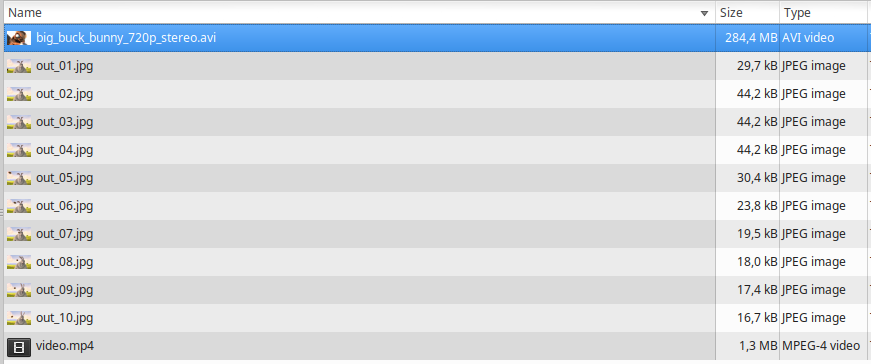 Name Size Type
big_buck_bunny_720p_stereo.avi 284,4 MB AVI video
out_01.jpg 29,7 kB JPEG image
out_02.jpg 44,2 kB JPEG image
out_03.jpg 44,2 kB JPEG image
out_04.jpg 44,2 kB JPEG image
out_05.jpg 30,4 kB JPEG image
out_06.jpg 23,8 kB JPEG image
out_07.jpg 19,5 kB JPEG image
out_08.jpg 18,0 kB JPEG image
out_09.jpg 17,4 kB JPEG image
out_10.jpg 16,7 kB JPEG image
video.mp4 1,3 MB MPEG-4 video